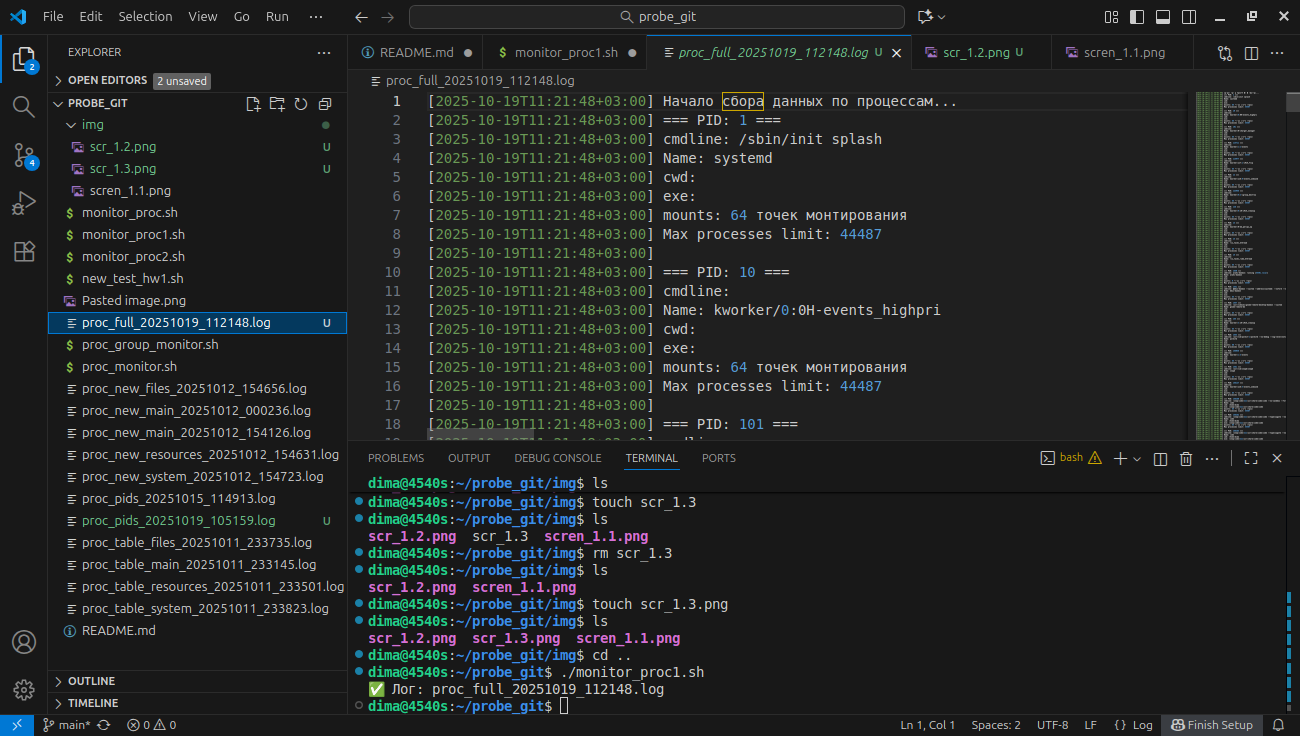 File Edit Selection View Go Run ··· probe_git
EXPLORER ···
OPEN EDITORS 2 unsaved
PROBE_GIT
img
scr_1.2.png U
scr_1.3.png U
scren_1.1.png
$ monitor_proc.sh
$ monitor_proc1.sh
$ monitor_proc2.sh
$ new_test_hw1.sh
Pasted image.png
proc_full_20251019_112148.log U
$ proc_group_monitor.sh
$ proc_monitor.sh
proc_new_files_20251012_154656.log
proc_new_main_20251012_000236.log
proc_new_main_20251012_154126.log
proc_new_resources_20251012_154631.log
proc_new_system_20251012_154723.log
proc_pids_20251015_114913.log
proc_pids_20251019_105159.log U
proc_table_files_20251011_233735.log
proc_table_main_20251011_233145.log
proc_table_resources_20251011_233501.log
proc_table_system_20251011_233823.log
README.md
OUTLINE
TIMELINE
2
4
README.md $ monitor_proc1.sh proc_full_20251019_112148.log U scr_1.2.png U scren_1.1.png ···
proc_full_20251019_112148.log
1 [2025-10-19T11:21:48+03:00] Начало сбора данных по процессам...
2 [2025-10-19T11:21:48+03:00] === PID: 1 ===
3 [2025-10-19T11:21:48+03:00] cmdline: /sbin/init splash
4 [2025-10-19T11:21:48+03:00] Name: systemd
5 [2025-10-19T11:21:48+03:00] cwd:
6 [2025-10-19T11:21:48+03:00] exe:
7 [2025-10-19T11:21:48+03:00] mounts: 64 точек монтирования
8 [2025-10-19T11:21:48+03:00] Max processes limit: 44487
9 [2025-10-19T11:21:48+03:00]
10 [2025-10-19T11:21:48+03:00] === PID: 10 ===
11 [2025-10-19T11:21:48+03:00] cmdline:
12 [2025-10-19T11:21:48+03:00] Name: kworker/0:0H-events_highpri
13 [2025-10-19T11:21:48+03:00] cwd:
14 [2025-10-19T11:21:48+03:00] exe:
15 [2025-10-19T11:21:48+03:00] mounts: 64 точек монтирования
16 [2025-10-19T11:21:48+03:00] Max processes limit: 44487
17 [2025-10-19T11:21:48+03:00]
18 [2025-10-19T11:21:48+03:00] === PID: 101 ===
PROBLEMS OUTPUT DEBUG CONSOLE TERMINAL PORTS bash ···
dima@4540s:~/probe_git/img$ ls
dima@4540s:~/probe_git/img$ touch scr_1.3
dima@4540s:~/probe_git/img$ ls
scr_1.2.png scr_1.3 scren_1.1.png
dima@4540s:~/probe_git/img$ rm scr_1.3
dima@4540s:~/probe_git/img$ ls
scr_1.2.png scren_1.1.png
dima@4540s:~/probe_git/img$ touch scr_1.3.png
dima@4540s:~/probe_git/img$ ls
scr_1.2.png scr_1.3.png scren_1.1.png
dima@4540s:~/probe_git/img$ cd ..
dima@4540s:~/probe_git$ ./monitor_proc1.sh
✅ Лог: proc_full_20251019_112148.log
dima@4540s:~/probe_git$
main* 0 0 Ln 1, Col 1 Spaces: 2 UTF-8 LF { } Log Finish Setup